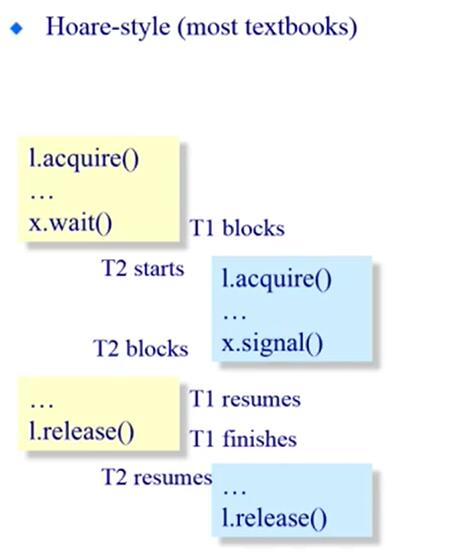 Hoare-style (most textbooks)
l.acquire()
…
x.wait()
T1 blocks
T2 starts
l.acquire()
…
x.signal()
T2 blocks
…
l.release()
T1 resumes
T1 finishes
T2 resumes
…
l.release()